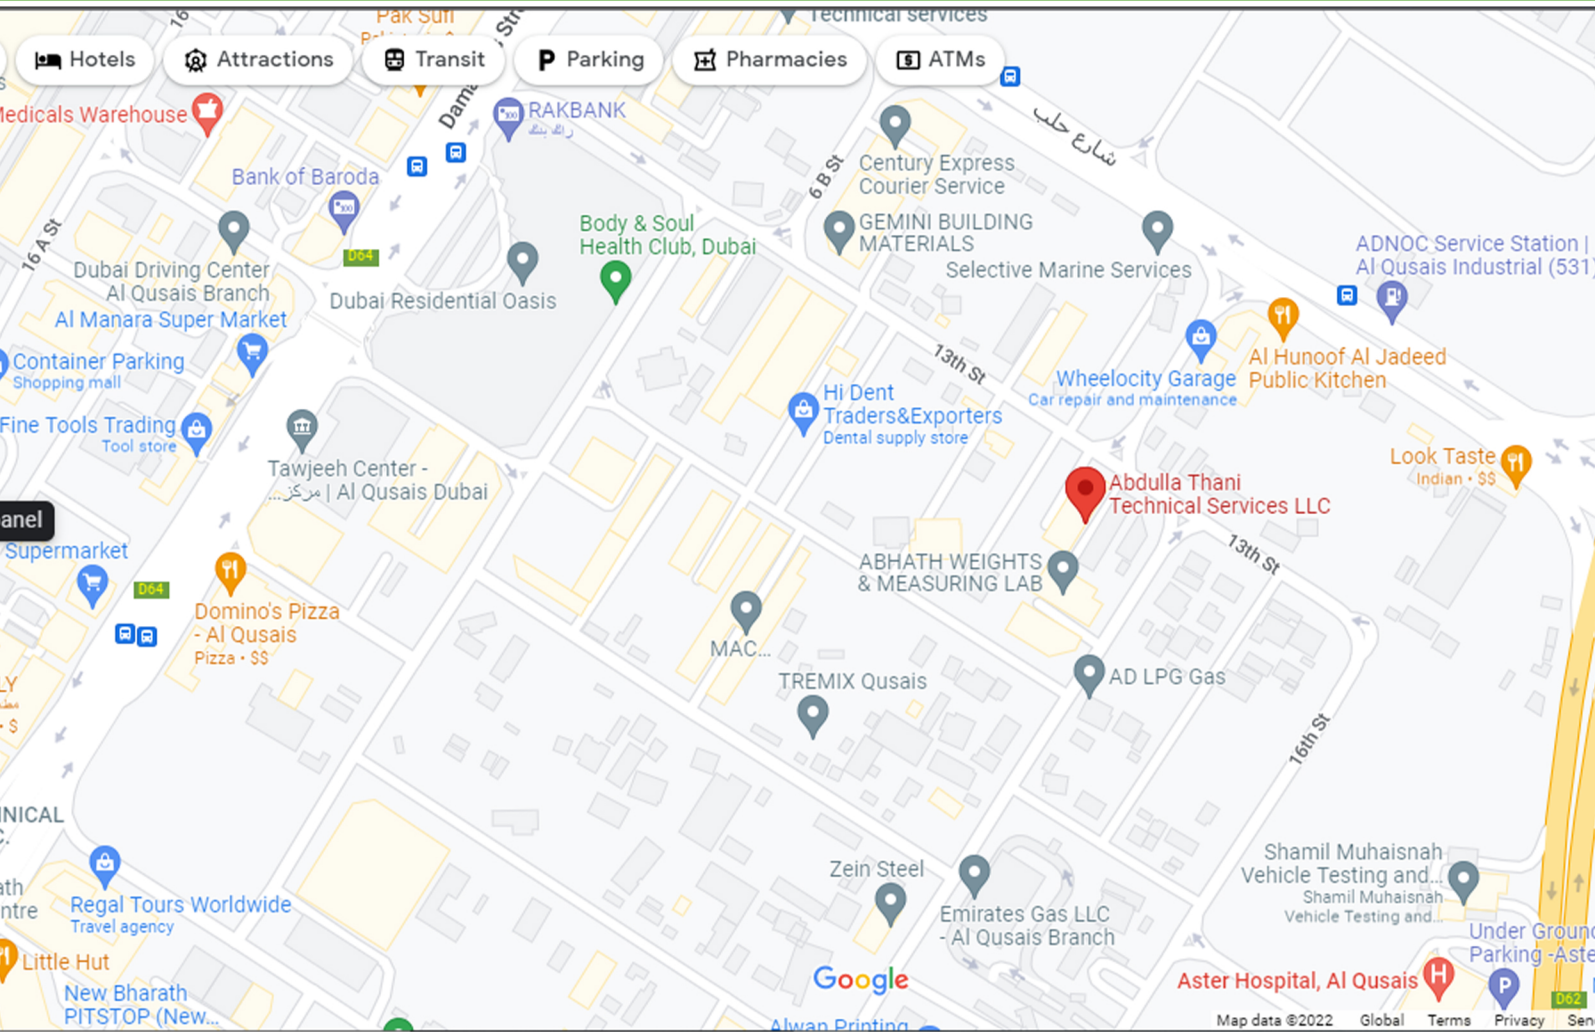 Technical services
Pak Sufi
16
Hotels
Attractions
Transit
Parking
Pharmacies
ATMs
Medicals Warehouse
RAKBANK
راك بنك
شارع حلب
Century Express
Courier Service
6 B St
Bank of Baroda
Body & Soul
Health Club, Dubai
GEMINI BUILDING
MATERIALS
Selective Marine Services
ADNOC Service Station |
Al Qusais Industrial (531)
16 A St
D64
Dubai Driving Center
Al Qusais Branch
Dubai Residential Oasis
Al Manara Super Market
Container Parking
Shopping mall
13th St
Al Hunoof Al Jadeed
Public Kitchen
Wheelocity Garage
Car repair and maintenance
Hi Dent
Traders&Exporters
Dental supply store
Fine Tools Trading
Tool store
Tawjeeh Center -
...مركز | Al Qusais Dubai
Look Taste
Indian • $$
Abdulla Thani
Technical Services LLC
anel
Supermarket
13th St
ABHATH WEIGHTS
& MEASURING LAB
D64
Domino's Pizza
- Al Qusais
Pizza • $$
MAC...
TREMIX Qusais
AD LPG Gas
LY
• $
16th St
NICAL
C.
Zein Steel
Shamil Muhaisnah
Vehicle Testing and...
Shamil Muhaisnah
Vehicle Testing and...
ath
ntre
Regal Tours Worldwide
Travel agency
Emirates Gas LLC
- Al Qusais Branch
Under Ground
Parking -Aste
Little Hut
Google
Aster Hospital, Al Qusais
New Bharath
PITSTOP (New...
D62
Alwan Printing
Map data ©2022
Global
Terms
Privacy
Sen